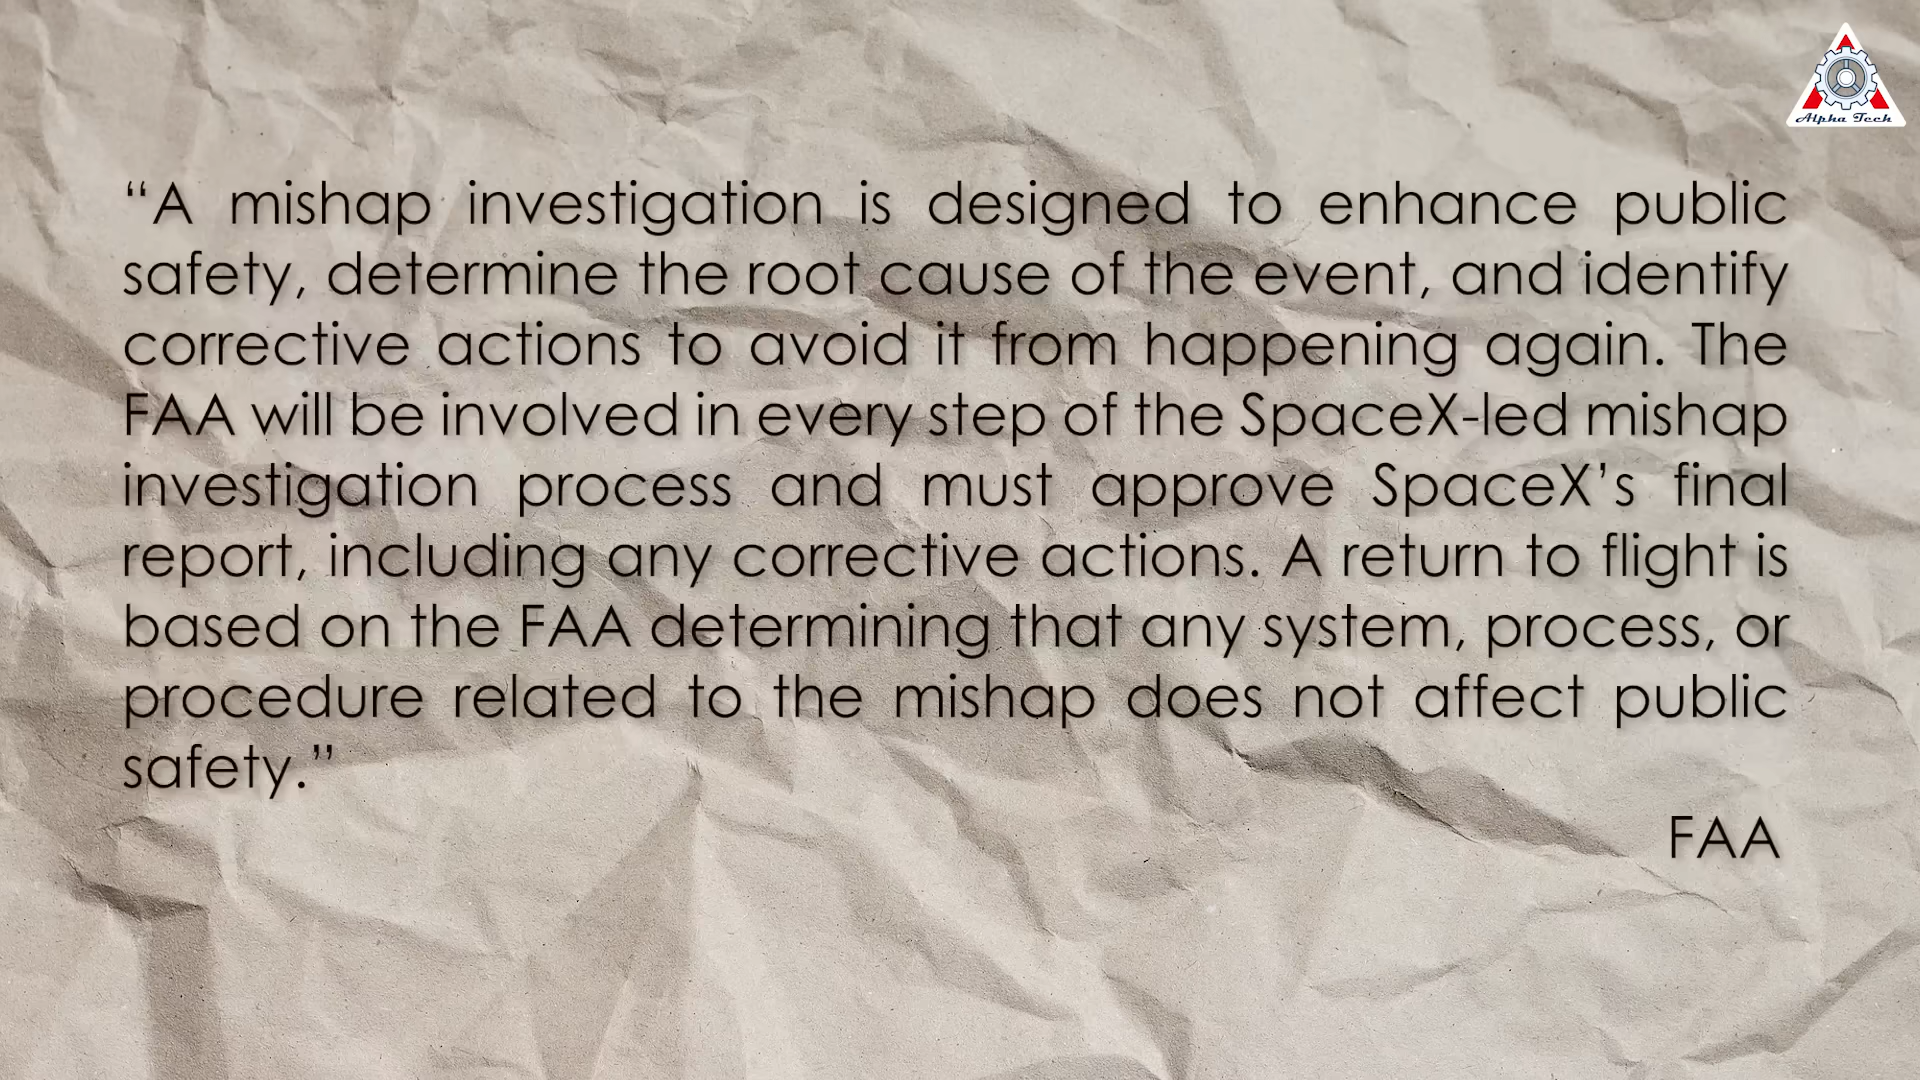 Alpha Tech
“A mishap investigation is designed to enhance public
safety, determine the root cause of the event, and identify
corrective actions to avoid it from happening again. The
FAA will be involved in every step of the SpaceX-led mishap
investigation process and must approve SpaceX’s final
report, including any corrective actions. A return to flight is
based on the FAA determining that any system, process, or
procedure related to the mishap does not affect public
safety.”
FAA